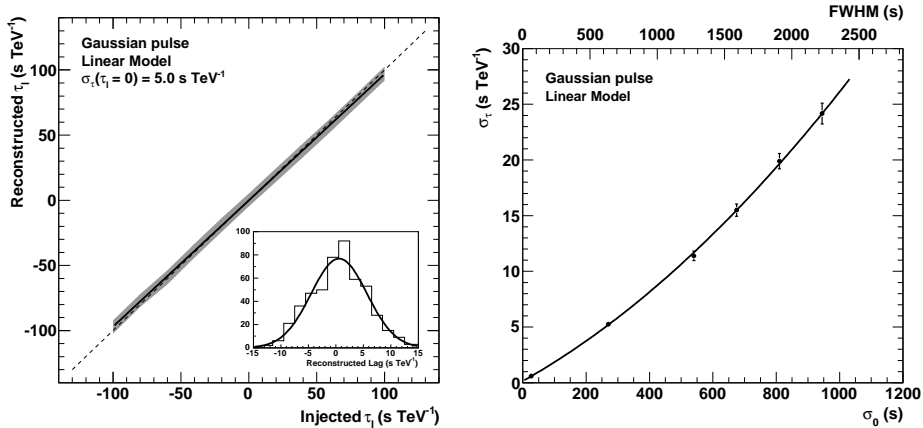 Reconstructed τ_l (s TeV⁻¹)
100
50
0
-50
-100
Gaussian pulse
Linear Model
σ_τ(τ_l = 0) = 5.0 s TeV⁻¹
100
80
60
40
20
0
-15 -10 -5 0 5 10 15
Reconstructed Lag (s TeV⁻¹)
-100 -50 0 50 100
Injected τ_l (s TeV⁻¹)
FWHM (s)
0 500 1000 1500 2000 2500
σ_τ (s TeV⁻¹)
30
25
20
15
10
5
0
Gaussian pulse
Linear Model
0 200 400 600 800 1000 1200
σ₀ (s)